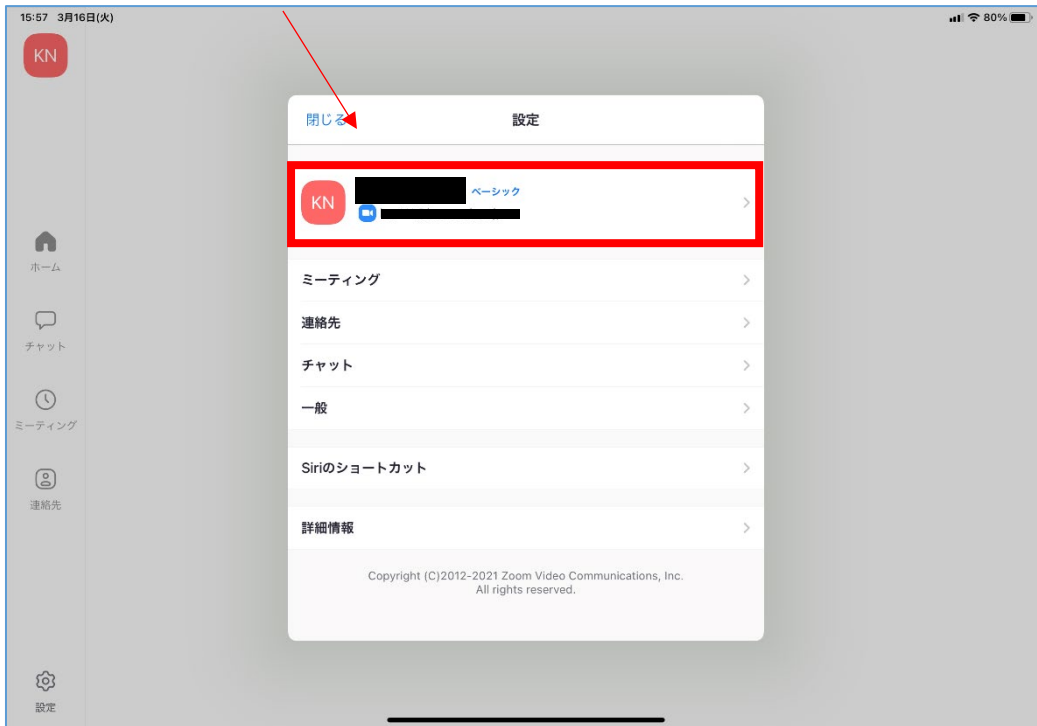 15:57 3月16日(火)
80%
KN
閉じる
設定
KN
ベーシック
ホーム
ミーティング
連絡先
チャット
チャット
一般
ミーティング
Siriのショートカット
連絡先
詳細情報
Copyright (C)2012-2021 Zoom Video Communications, Inc.
All rights reserved.
設定